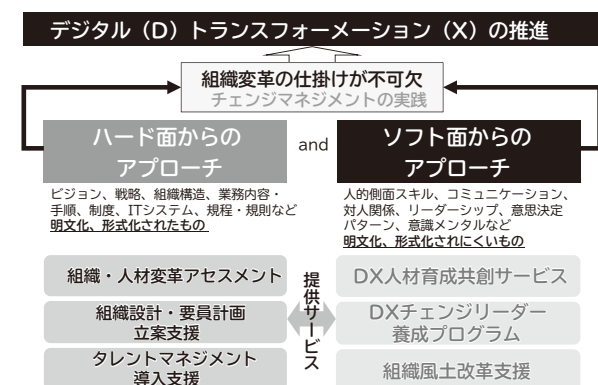 デジタル（D）トランスフォーメーション（X）の推進
組織変革の仕掛けが不可欠
チェンジマネジメントの実践
ハード面からの
アプローチ
and
ソフト面からの
アプローチ
ビジョン、戦略、組織構造、業務内容・
手順、制度、ITシステム、規程・規則など
明文化、形式化されたもの
人的側面スキル、コミュニケーション、
対人関係、リーダーシップ、意思決定
パターン、意識メンタルなど
明文化、形式化されにくいもの
組織・人材変革アセスメント
組織設計・要員計画
立案支援
タレントマネジメント
導入支援
提供サービス
DX人材育成共創サービス
DXチェンジリーダー
養成プログラム
組織風土改革支援